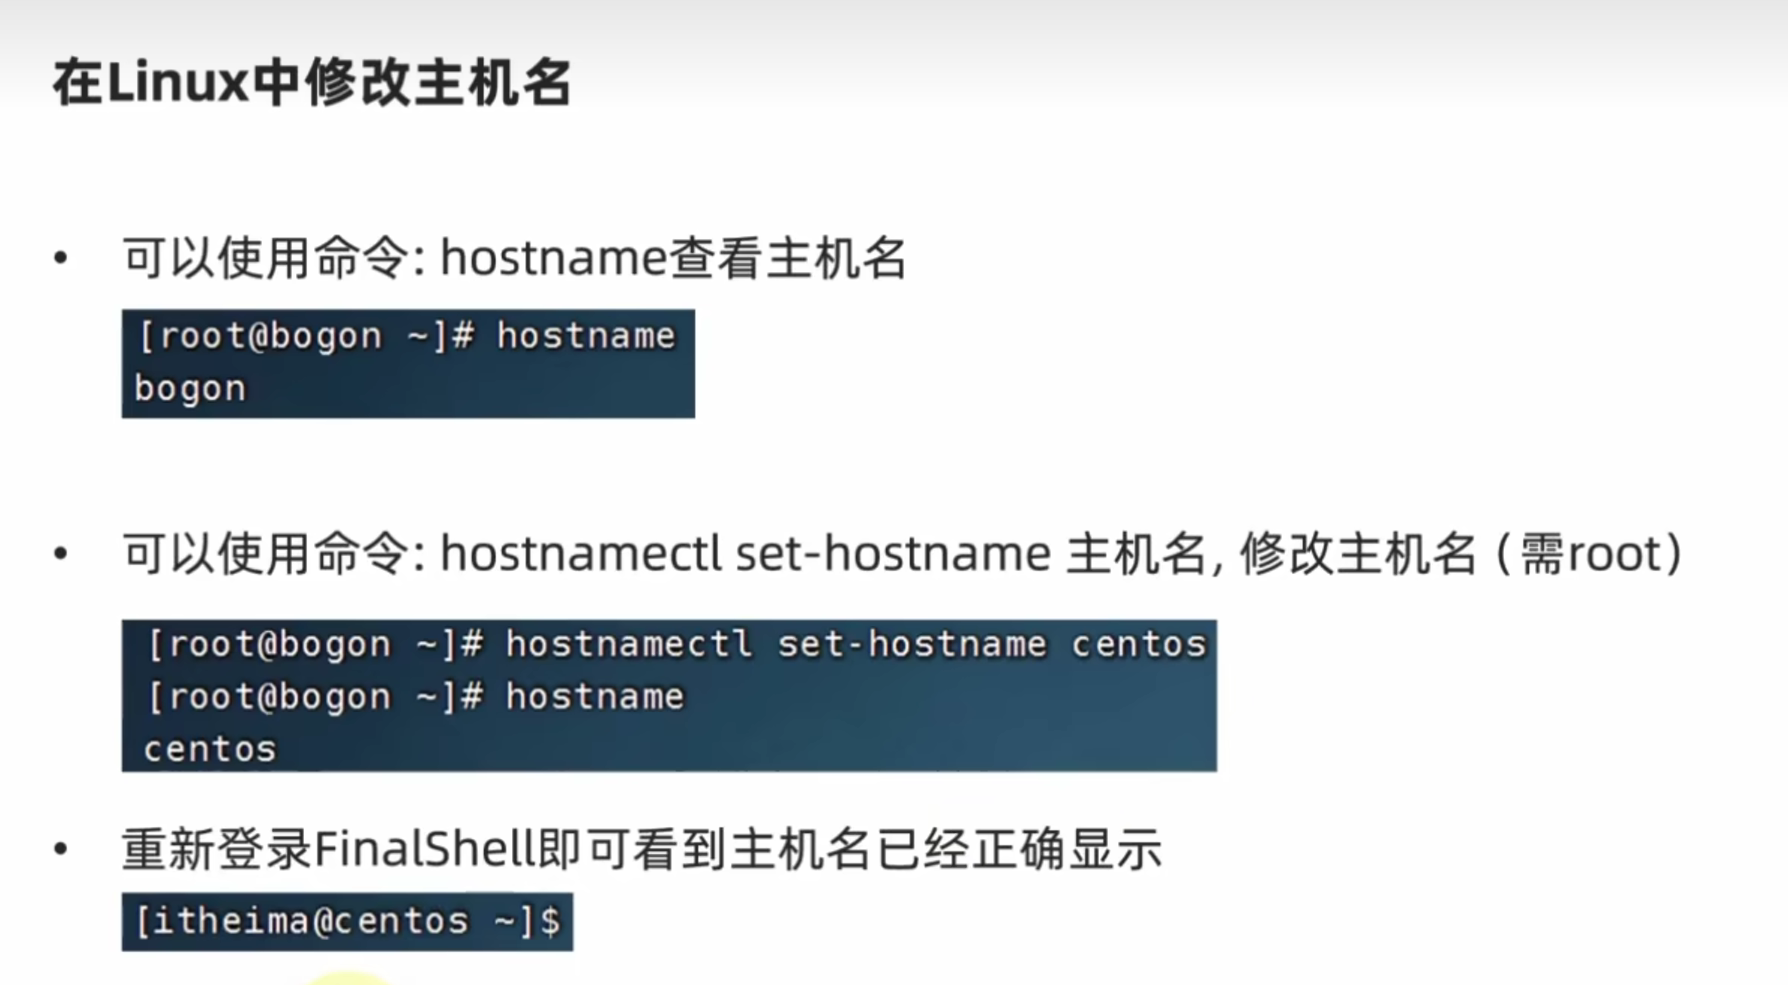 在Linux中修改主机名
• 可以使用命令: hostname查看主机名
[root@bogon ~]# hostname
bogon
• 可以使用命令: hostnamectl set-hostname 主机名, 修改主机名 (需root)
[root@bogon ~]# hostnamectl set-hostname centos
[root@bogon ~]# hostname
centos
• 重新登录FinalShell即可看到主机名已经正确显示
[itheima@centos ~]$